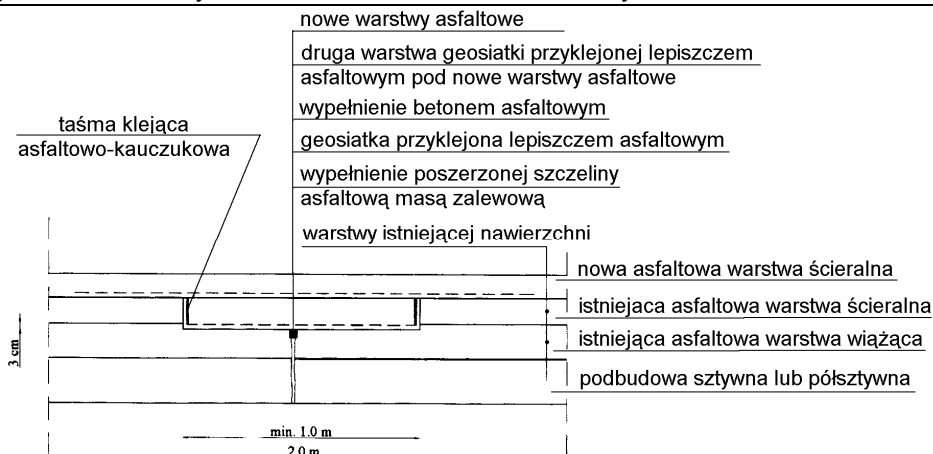 nowe warstwy asfaltowe
druga warstwa geosiatki przyklejonej lepiszczem
asfaltowym pod nowe warstwy asfaltowe
wypełnienie betonem asfaltowym
taśma klejąca
asfaltowo-kauczukowa
geosiatka przyklejona lepiszczem asfaltowym
wypełnienie poszerzonej szczeliny
asfaltową masą zalewową
warstwy istniejącej nawierzchni
nowa asfaltowa warstwa ścieralna
istniejaca asfaltowa warstwa ścieralna
istniejąca asfaltowa warstwa wiążąca
podbudowa sztywna lub półsztywna
3 cm
min. 1.0 m
2.0 m